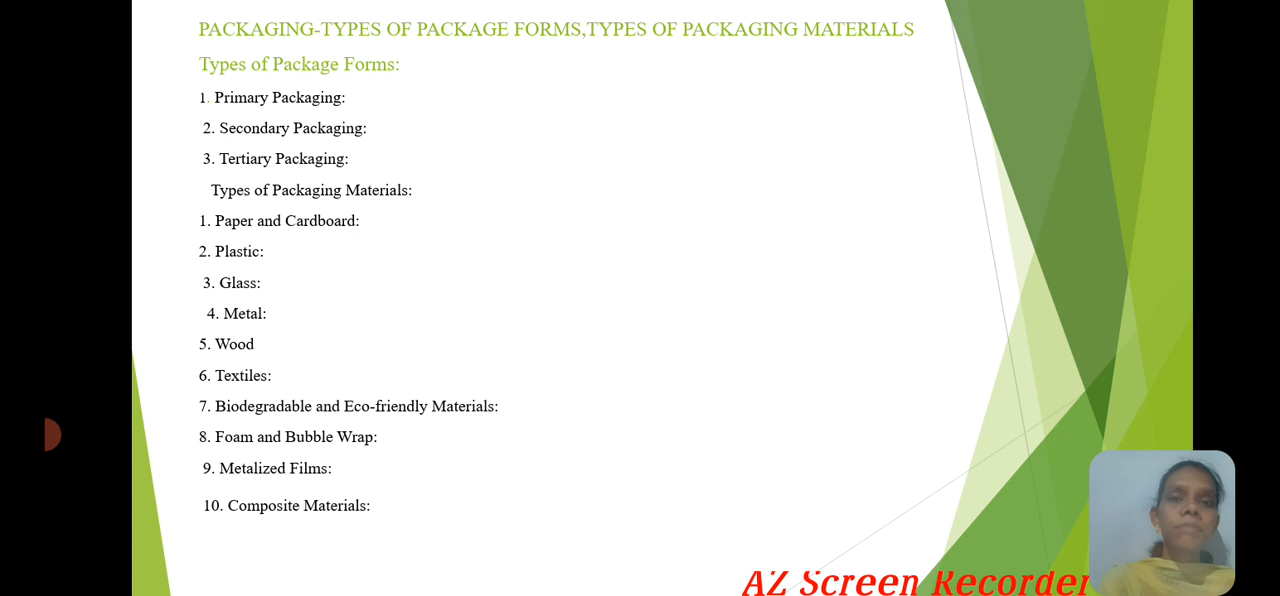 PACKAGING-TYPES OF PACKAGE FORMS,TYPES OF PACKAGING MATERIALS
Types of Package Forms:
1. Primary Packaging:
2. Secondary Packaging:
3. Tertiary Packaging:
Types of Packaging Materials:
1. Paper and Cardboard:
2. Plastic:
3. Glass:
4. Metal:
5. Wood
6. Textiles:
7. Biodegradable and Eco-friendly Materials:
8. Foam and Bubble Wrap:
9. Metalized Films:
10. Composite Materials:
AZ Screen Recorder